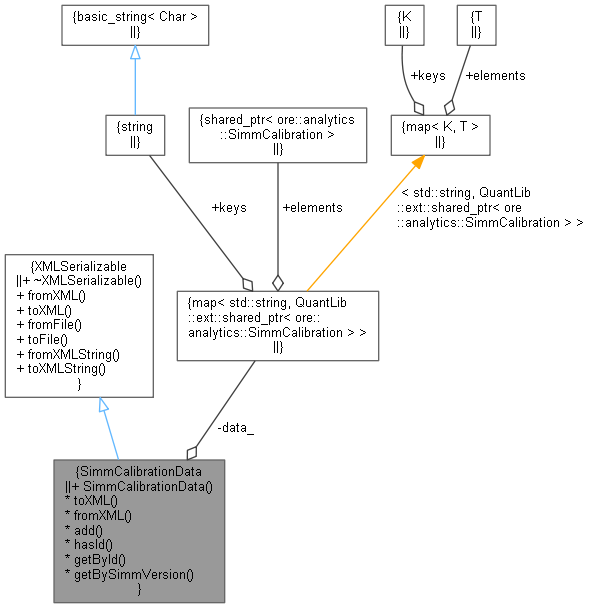 {basic_string< Char >
||}
{K
||}
{T
||}
+keys
+elements
{string
||}
{shared_ptr< ore::analytics
::SimmCalibration >
||}
{map< K, T >
||}
+keys
+elements
< std::string, QuantLib
::ext::shared_ptr< ore
::analytics::SimmCalibration > >
{XMLSerializable
||+ ~XMLSerializable()
+ fromXML()
+ toXML()
+ fromFile()
+ toFile()
+ fromXMLString()
+ toXMLString()
}
{map< std::string, QuantLib
::ext::shared_ptr< ore::
analytics::SimmCalibration > >
||}
-data_
{SimmCalibrationData
||+ SimmCalibrationData()
* toXML()
* fromXML()
* add()
* hasId()
* getById()
* getBySimmVersion()
}